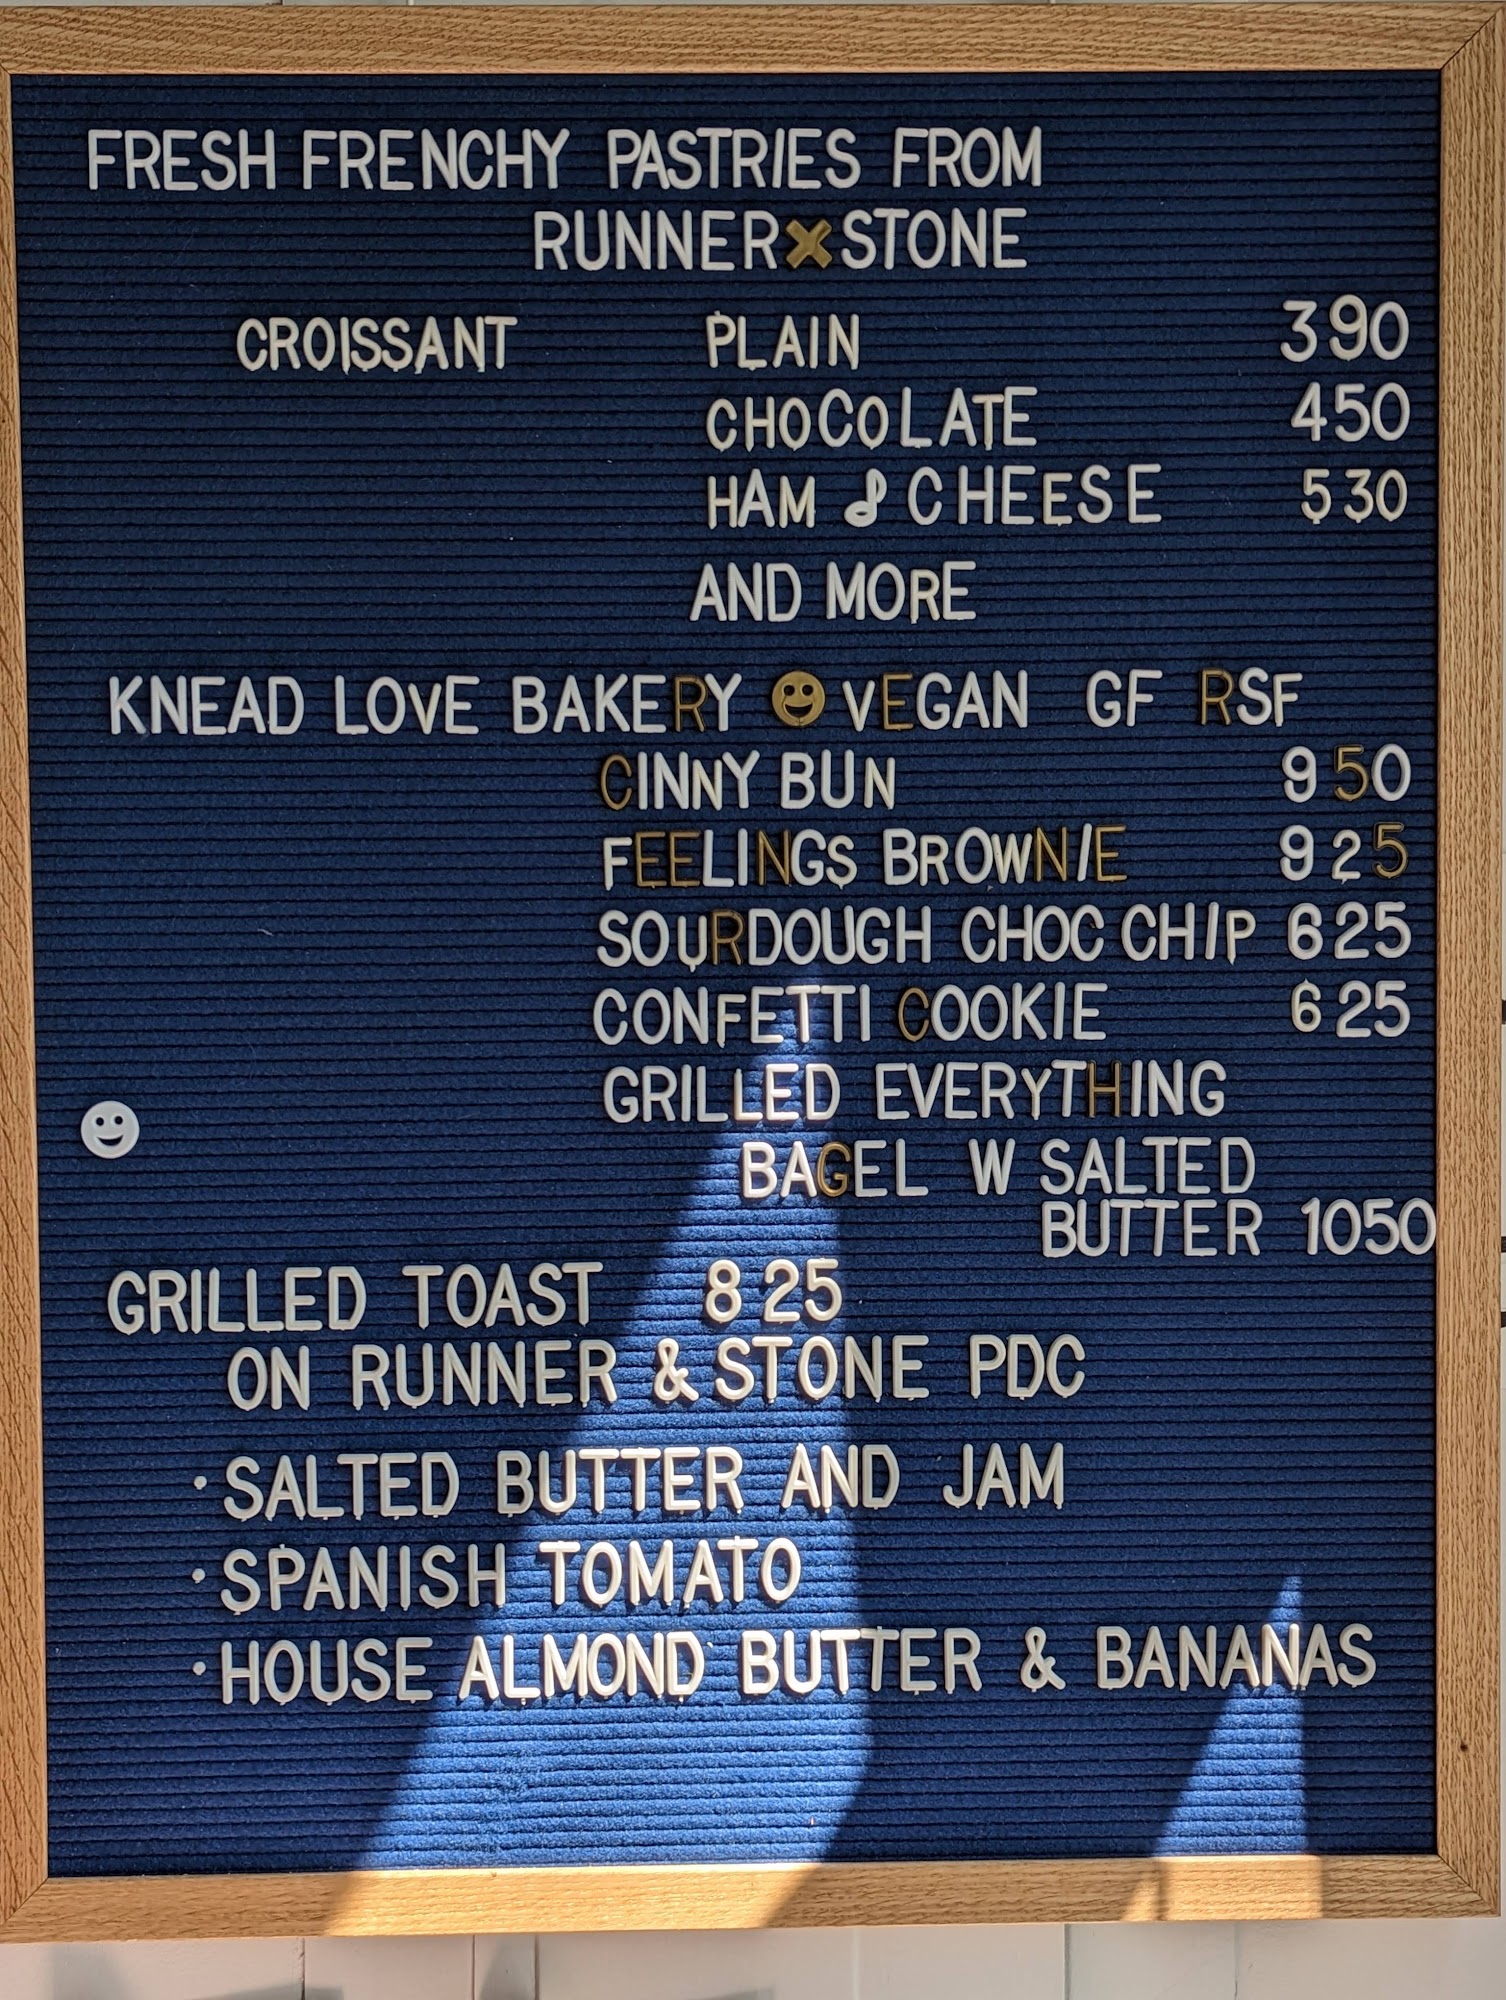 FRESH FRENCHY PASTRIES FROM
RUNNER×STONE
CROISSANT PLAIN 390
CHOCOLATE 450
HAM & CHEESE 530
AND MORE
KNEAD LOVE BAKERY ☺ VEGAN GF RSF
CINNY BUN 950
FEELINGS BROWNIE 925
SOURDOUGH CHOC CHIP 625
CONFETTI COOKIE 625
GRILLED EVERYTHING
☺
BAGEL W SALTED
BUTTER 1050
GRILLED TOAST 825
ON RUNNER & STONE PDC
·SALTED BUTTER AND JAM
·SPANISH TOMATO
·HOUSE ALMOND BUTTER & BANANAS